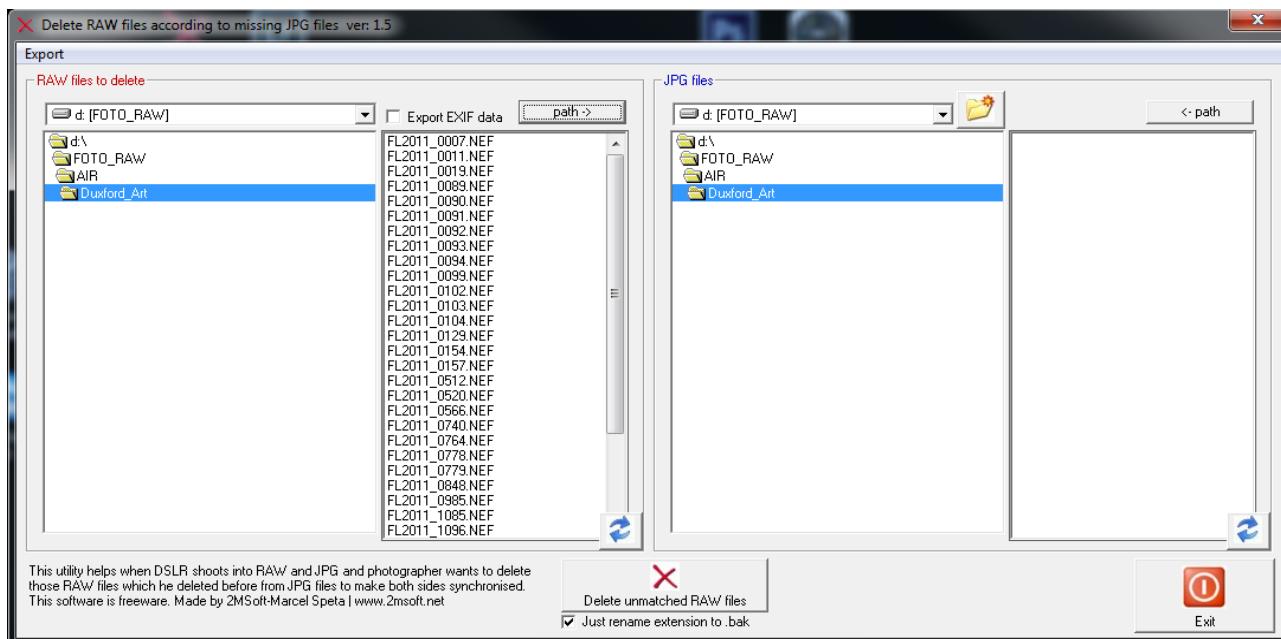 Delete RAW files according to missing JPG files ver: 1.5
Export
RAW files to delete
d: [FOTO_RAW]
Export EXIF data
path ->
d:\
FOTO_RAW
AIR
Duxford_Art
FL2011_0007.NEF
FL2011_0011.NEF
FL2011_0019.NEF
FL2011_0089.NEF
FL2011_0090.NEF
FL2011_0091.NEF
FL2011_0092.NEF
FL2011_0093.NEF
FL2011_0094.NEF
FL2011_0099.NEF
FL2011_0102.NEF
FL2011_0103.NEF
FL2011_0104.NEF
FL2011_0129.NEF
FL2011_0154.NEF
FL2011_0157.NEF
FL2011_0512.NEF
FL2011_0520.NEF
FL2011_0566.NEF
FL2011_0740.NEF
FL2011_0764.NEF
FL2011_0778.NEF
FL2011_0779.NEF
FL2011_0848.NEF
FL2011_0985.NEF
FL2011_1085.NEF
FL2011_1096.NEF
JPG files
d: [FOTO_RAW]
<- path
d:\
FOTO_RAW
AIR
Duxford_Art
This utility helps when DSLR shoots into RAW and JPG and photographer wants to delete
those RAW files which he deleted before from JPG files to make both sides synchronised.
This software is freeware. Made by 2MSoft-Marcel Speta | www.2msoft.net
Delete unmatched RAW files
Just rename extension to .bak
Exit